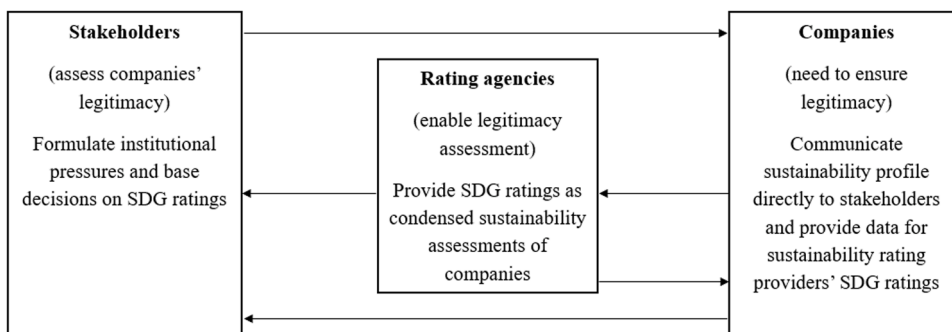 Stakeholders
(assess companies’
legitimacy)
Formulate institutional
pressures and base
decisions on SDG ratings
Rating agencies
(enable legitimacy
assessment)
Provide SDG ratings as
condensed sustainability
assessments of
companies
Companies
(need to ensure
legitimacy)
Communicate
sustainability profile
directly to stakeholders
and provide data for
sustainability rating
providers’ SDG ratings